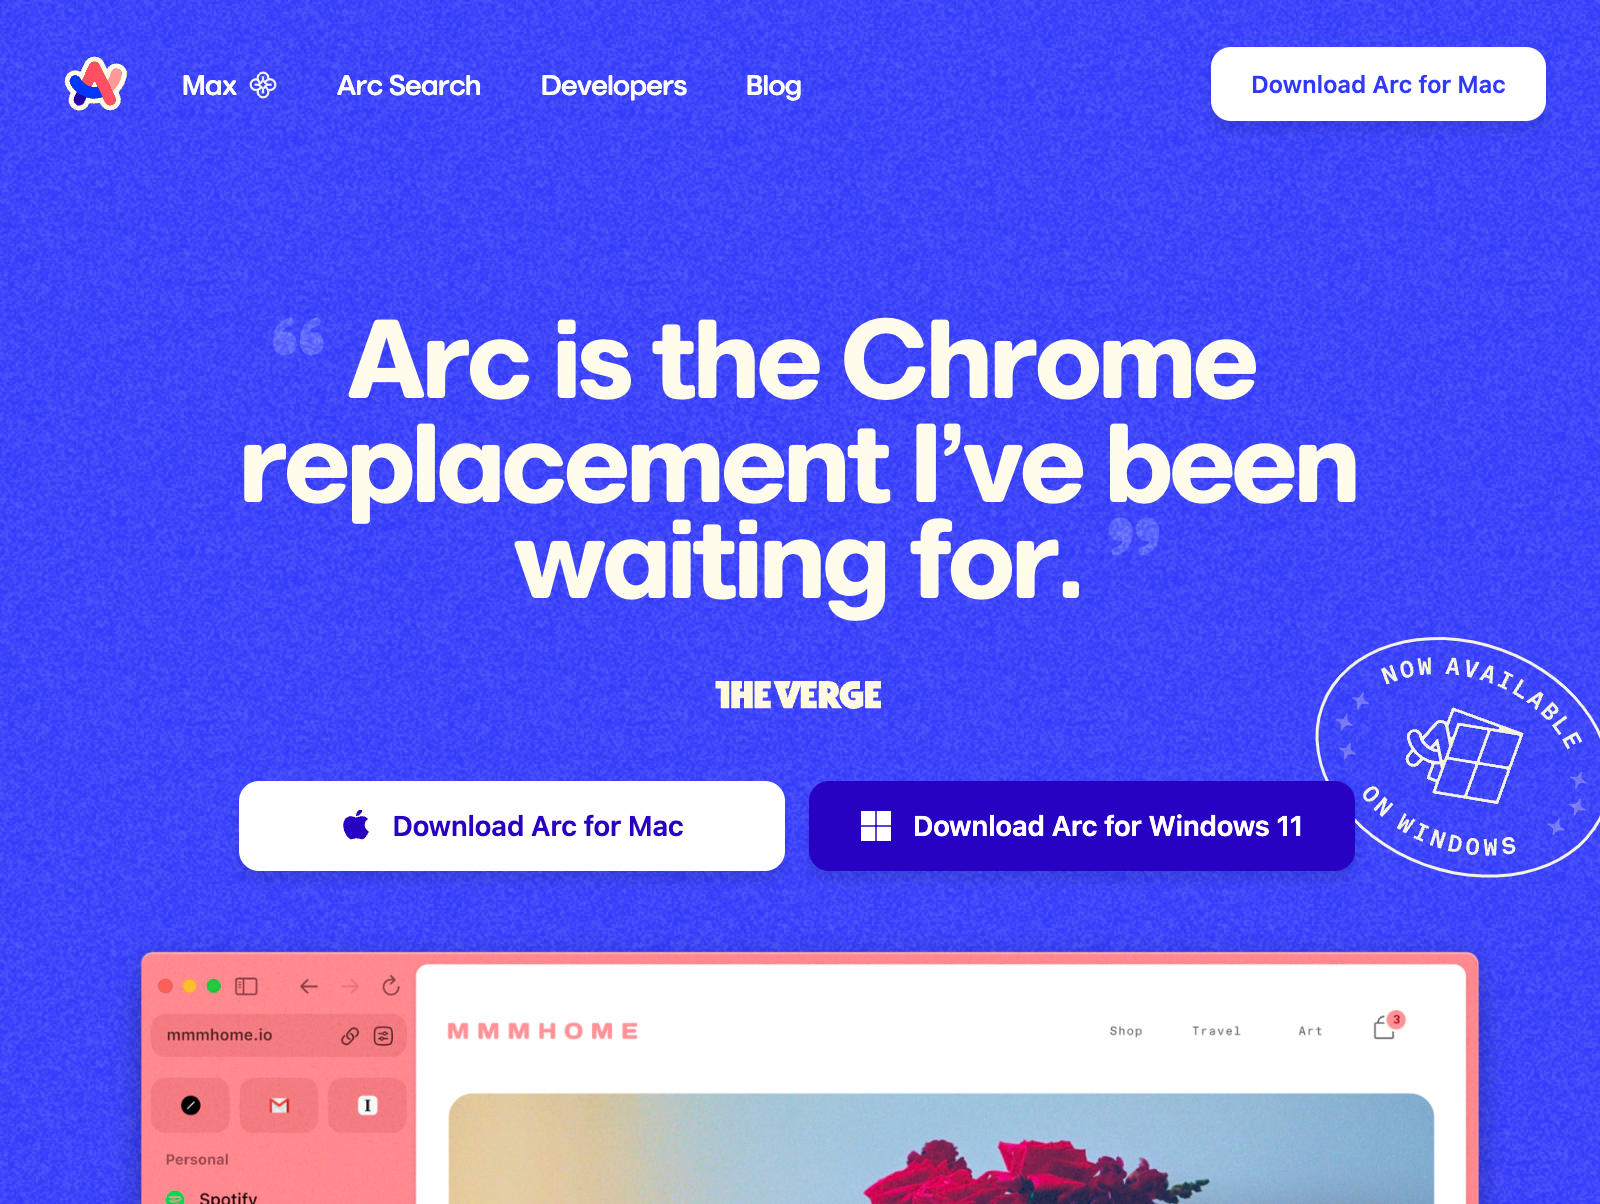 Max
Arc Search
Developers
Blog
Download Arc for Mac
“ Arc is the Chrome
replacement I’ve been
waiting for. ”
THE VERGE
NOW AVAILABLE
ON WINDOWS
Download Arc for Mac
Download Arc for Windows 11
mmmhome.io
MMMHOME
Shop
Travel
Art
3
I
Personal
Spotify